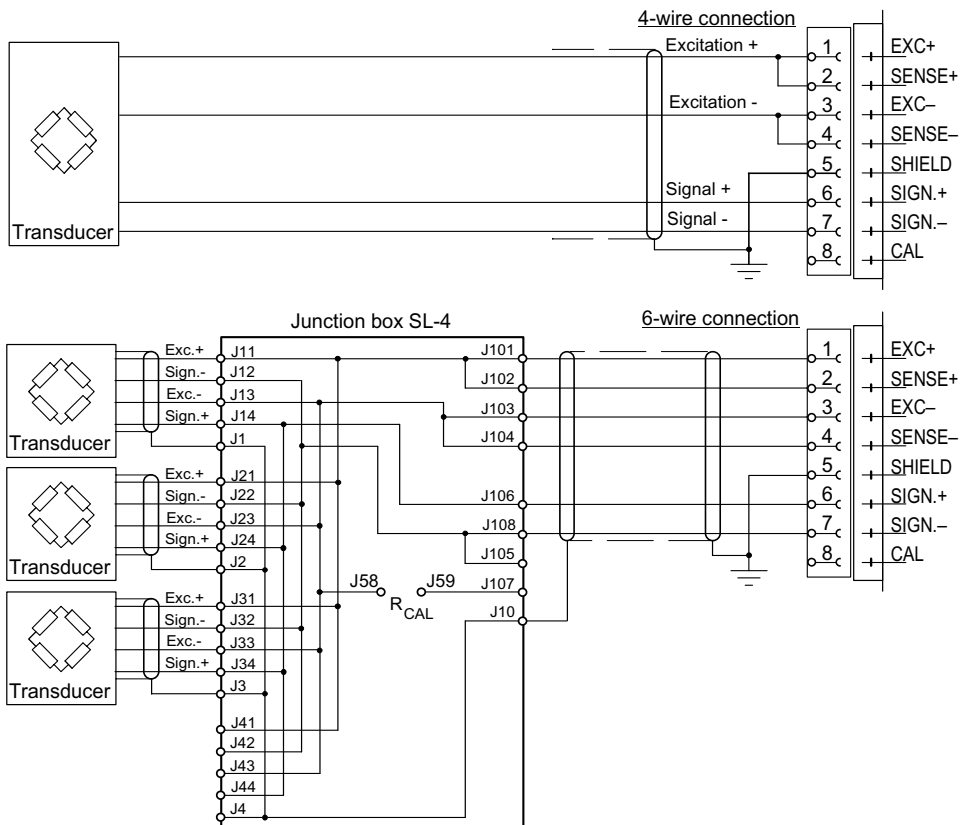 4-wire connection
Excitation +
Excitation -
Signal +
Signal -
Transducer
1 EXC+
2 SENSE+
3 EXC–
4 SENSE–
5 SHIELD
6 SIGN.+
7 SIGN.–
8 CAL
Junction box SL-4
6-wire connection
Exc.+ J11
Sign.- J12
Exc.- J13
Sign.+ J14
J1
Transducer
Exc.+ J21
Sign.- J22
Exc.- J23
Sign.+ J24
J2
Transducer
Exc.+ J31
Sign.- J32
Exc.- J33
Sign.+ J34
J3
Transducer
J41
J42
J43
J44
J4
J58 J59
RCAL
J101
J102
J103
J104
J106
J108
J105
J107
J10
1 EXC+
2 SENSE+
3 EXC–
4 SENSE–
5 SHIELD
6 SIGN.+
7 SIGN.–
8 CAL